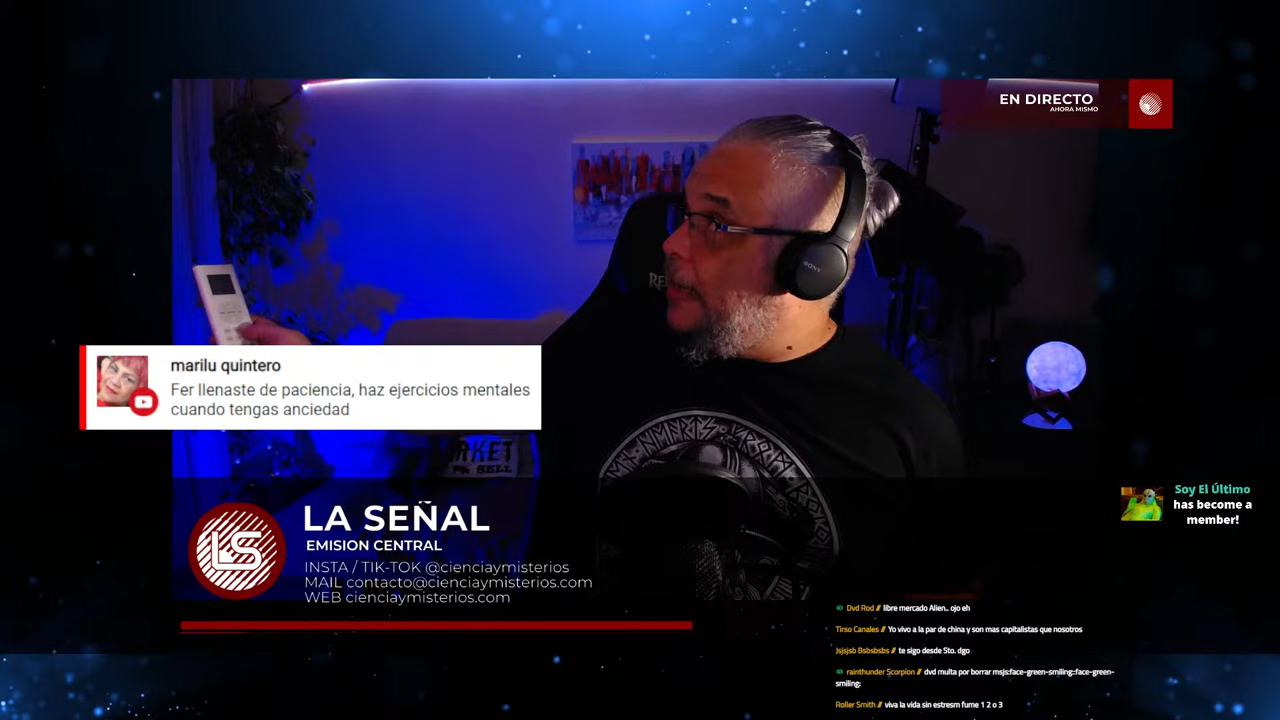 EN DIRECTO
AHORA MISMO
SONY
marilu quintero
Fer llenaste de paciencia, haz ejercicios mentales
cuando tengas anciedad
LS
LA SEÑAL
EMISION CENTRAL
INSTA / TIK-TOK @cienciaymisterios
MAIL contacto@cienciaymisterios.com
WEB cienciaymisterios.com
Soy El Último
has become a
member!
Dvd Rod // libre mercado Alien.. ojo eh
Tirso Canales // Yo vivo a la par de china y son mas capitalistas que nosotros
Jsjsjsb Bsbsbsbs // te sigo desde Sto. dgo
rainthunder Scorpion // dvd multa por borrar msjs:face-green-smiling::face-green-
smiling:
Roller Smith // viva la vida sin estresm fume 1 2 o 3